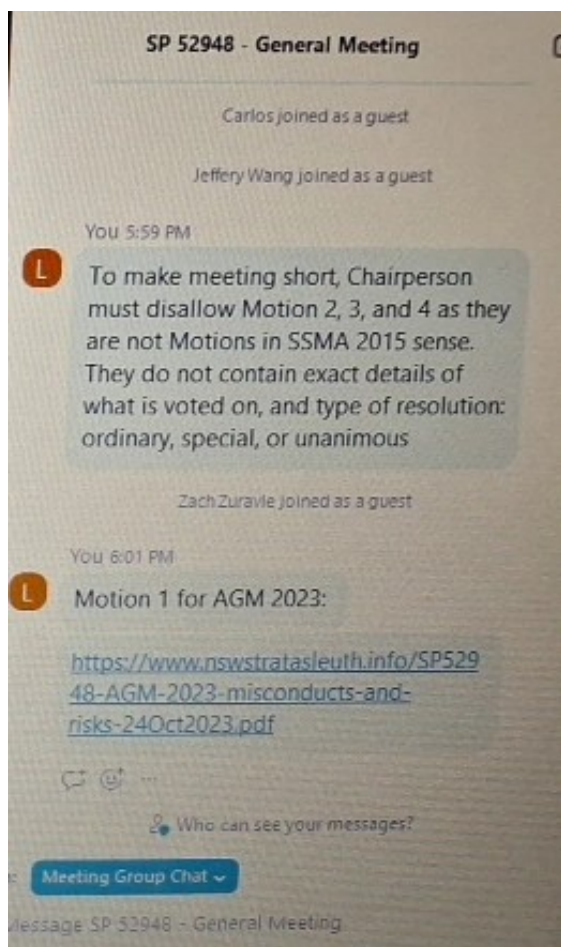 SP 52948 - General Meeting
Carlos joined as a guest
Jeffery Wang joined as a guest
You 5:59 PM
L
To make meeting short, Chairperson
must disallow Motion 2, 3, and 4 as they
are not Motions in SSMA 2015 sense.
They do not contain exact details of
what is voted on, and type of resolution:
ordinary, special, or unanimous
Zach Zuravle joined as a guest
You 6:01 PM
L
Motion 1 for AGM 2023:
https://www.nswstratasleuth.info/SP529
48-AGM-2023-misconducts-and-
risks-24Oct2023.pdf
Who can see your messages?
Meeting Group Chat
Message SP 52948 - General Meeting